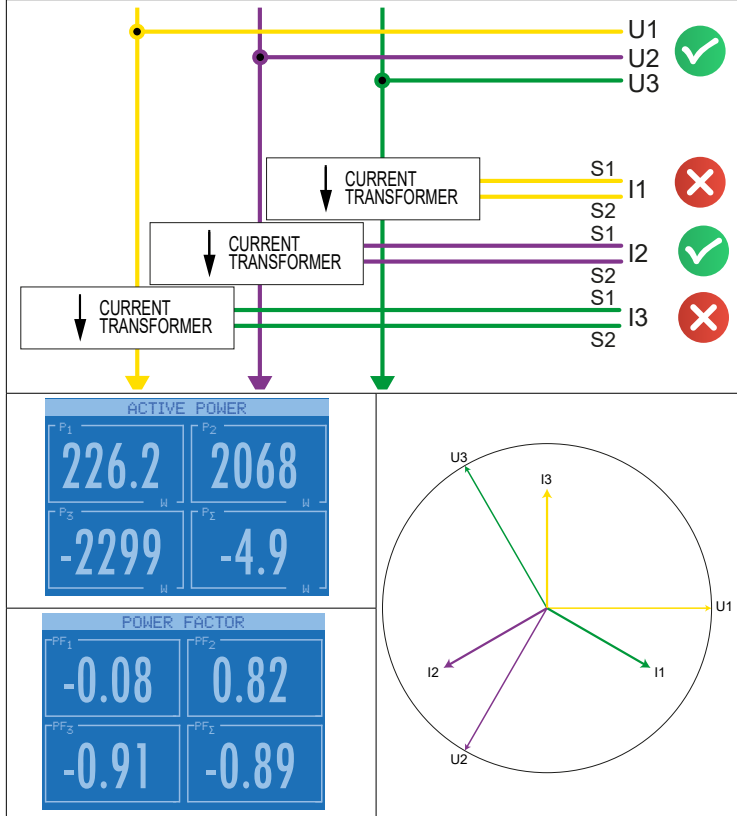 U1
U2
U3
CURRENT
TRANSFORMER
S1
I1
S2
CURRENT
TRANSFORMER
S1
I2
S2
CURRENT
TRANSFORMER
S1
I3
S2
ACTIVE POWER
P1
226.2
W
P2
2068
W
P3
-2299
W
PΣ
-4.9
W
POWER FACTOR
PF1
-0.08
PF2
0.82
PF3
-0.91
PFΣ
-0.89
U3
I3
U1
I2
I1
U2